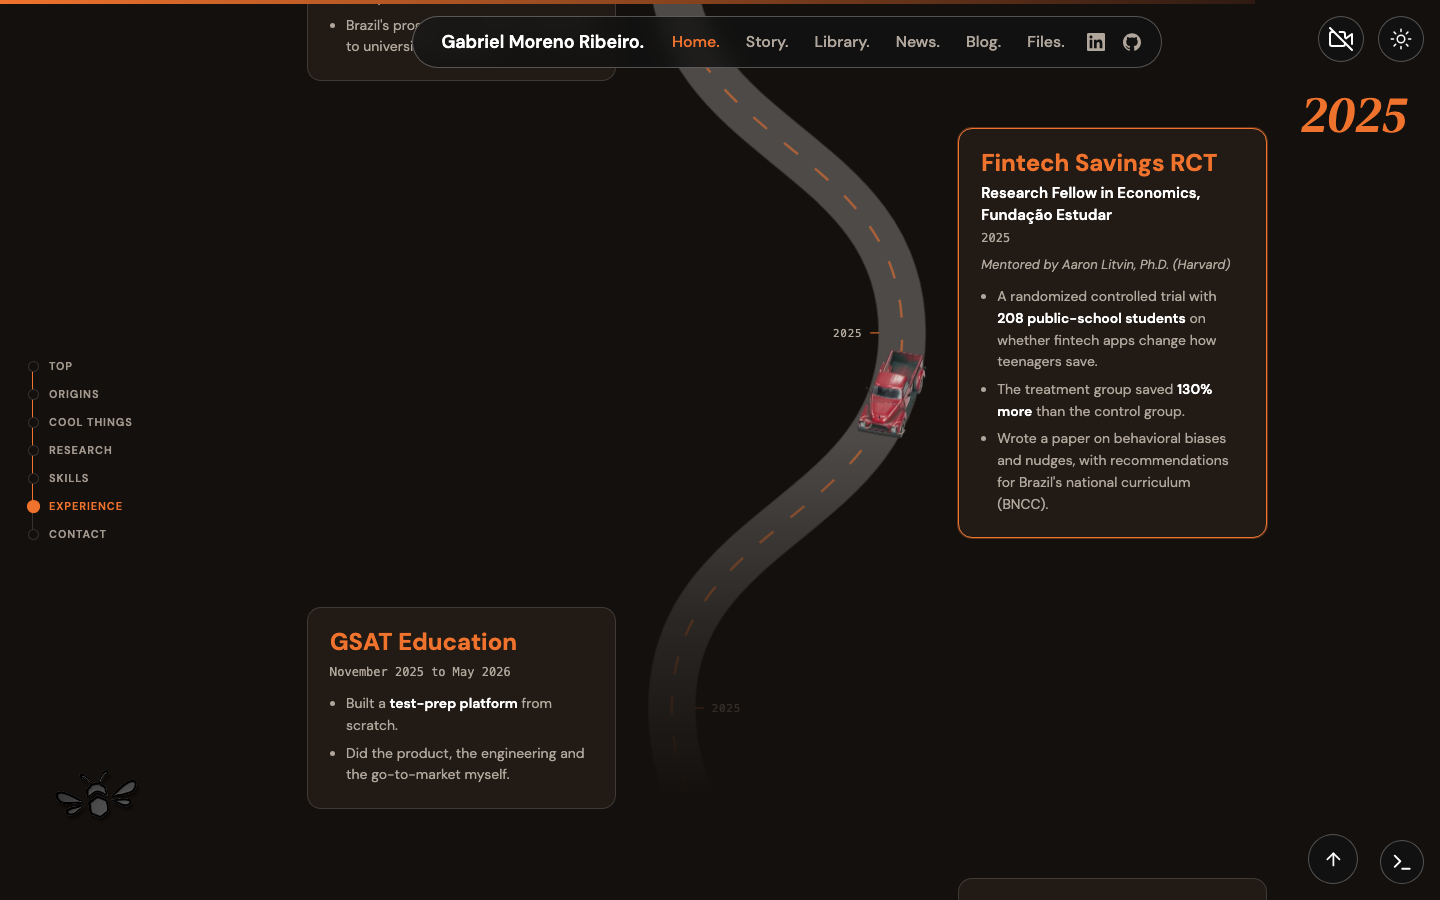 Brazil's pro
to universi
Gabriel Moreno Ribeiro.
Home.
Story.
Library.
News.
Blog.
Files.
2025
Fintech Savings RCT
Research Fellow in Economics,
Fundação Estudar
2025
Mentored by Aaron Litvin, Ph.D. (Harvard)
A randomized controlled trial with
208 public-school students on
whether fintech apps change how
teenagers save.
The treatment group saved 130%
more than the control group.
Wrote a paper on behavioral biases
and nudges, with recommendations
for Brazil's national curriculum
(BNCC).
2025
TOP
ORIGINS
COOL THINGS
RESEARCH
SKILLS
EXPERIENCE
CONTACT
GSAT Education
November 2025 to May 2026
Built a test-prep platform from
scratch.
Did the product, the engineering and
the go-to-market myself.
2025